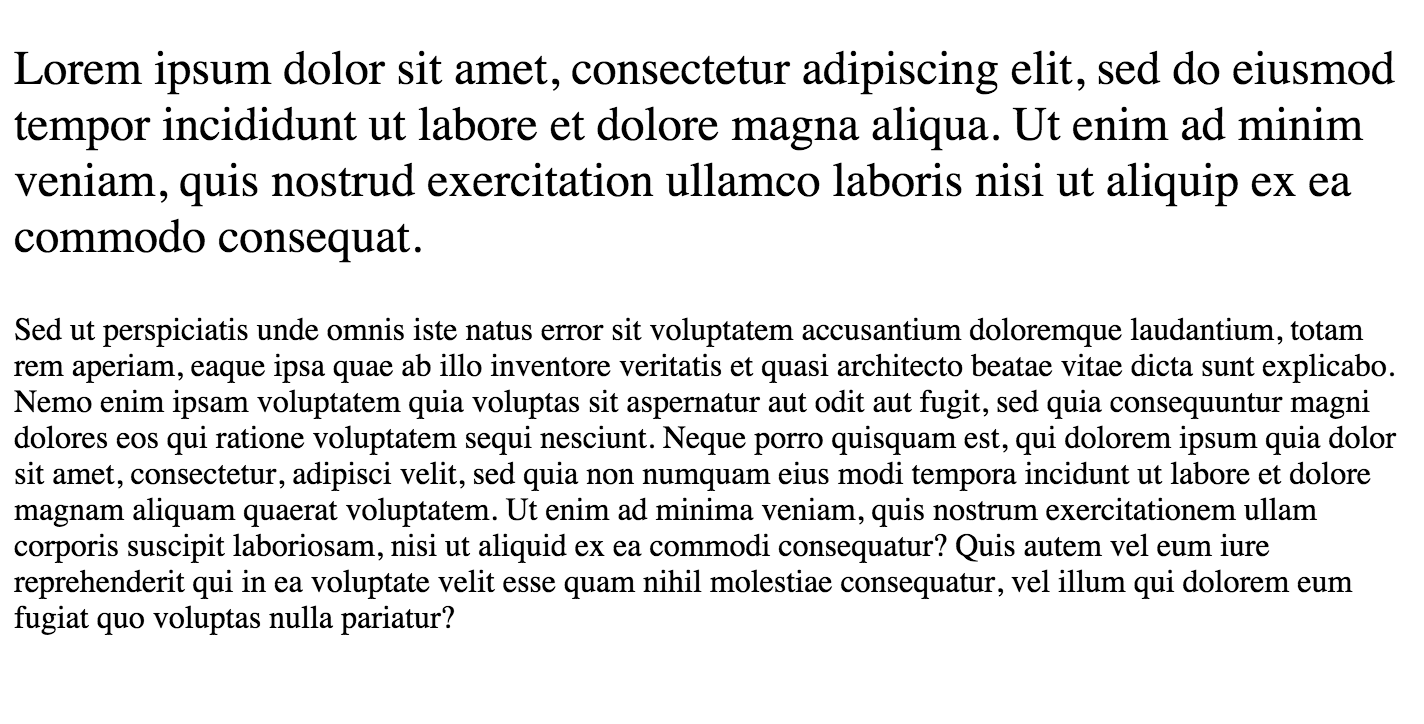 Lorem ipsum dolor sit amet, consectetur adipiscing elit, sed do eiusmod
tempor incididunt ut labore et dolore magna aliqua. Ut enim ad minim
veniam, quis nostrud exercitation ullamco laboris nisi ut aliquip ex ea
commodo consequat.
Sed ut perspiciatis unde omnis iste natus error sit voluptatem accusantium doloremque laudantium, totam
rem aperiam, eaque ipsa quae ab illo inventore veritatis et quasi architecto beatae vitae dicta sunt explicabo.
Nemo enim ipsam voluptatem quia voluptas sit aspernatur aut odit aut fugit, sed quia consequuntur magni
dolores eos qui ratione voluptatem sequi nesciunt. Neque porro quisquam est, qui dolorem ipsum quia dolor
sit amet, consectetur, adipisci velit, sed quia non numquam eius modi tempora incidunt ut labore et dolore
magnam aliquam quaerat voluptatem. Ut enim ad minima veniam, quis nostrum exercitationem ullam
corporis suscipit laboriosam, nisi ut aliquid ex ea commodi consequatur? Quis autem vel eum iure
reprehenderit qui in ea voluptate velit esse quam nihil molestiae consequatur, vel illum qui dolorem eum
fugiat quo voluptas nulla pariatur?